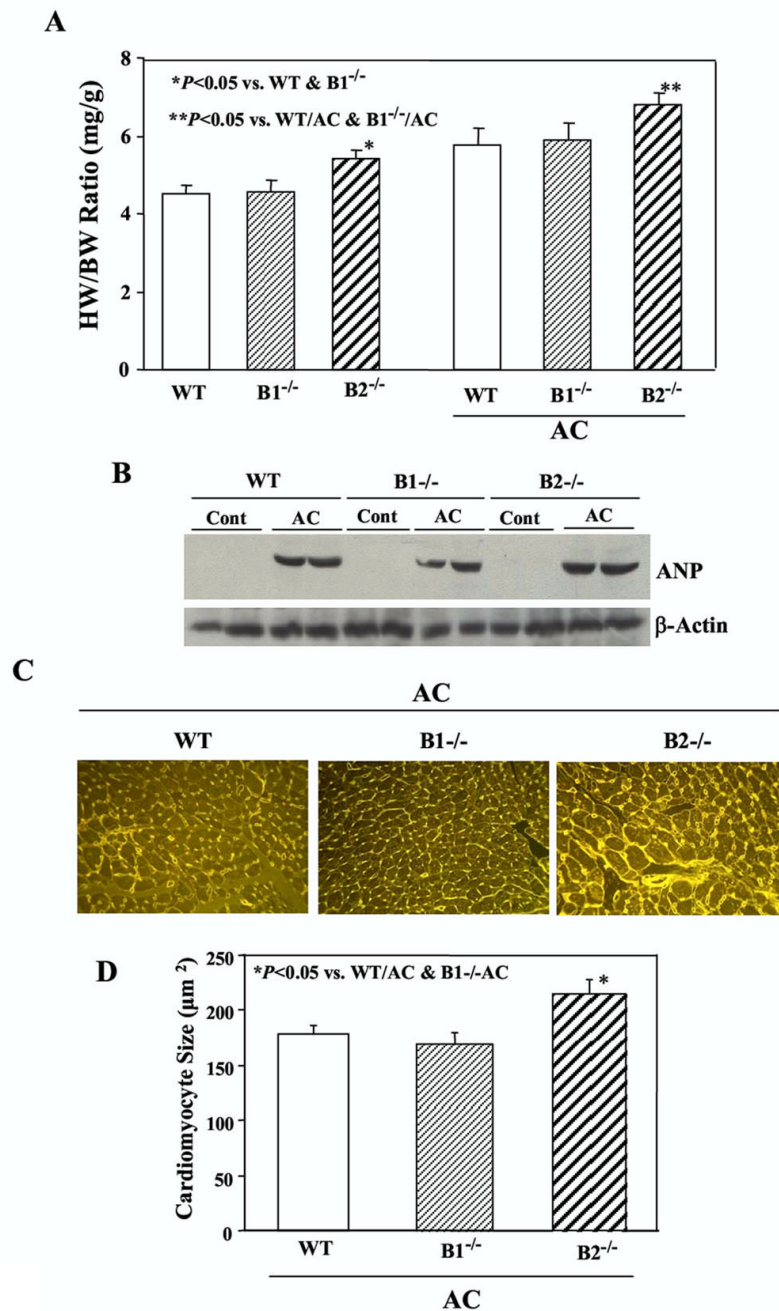 A
HW/BW Ratio (mg/g)
8
6
4
2
0
*P<0.05 vs. WT & B1-/-
**P<0.05 vs. WT/AC & B1-/-/AC
*
**
WT B1-/- B2-/- WT B1-/- B2-/-
AC
B
WT B1-/- B2-/-
Cont AC Cont AC Cont AC
ANP
β-Actin
C
AC
WT B1-/- B2-/-
D
Cardiomyocyte Size (µm 2)
250
200
150
100
50
0
*P<0.05 vs. WT/AC & B1-/-AC
*
WT B1-/- B2-/-
AC